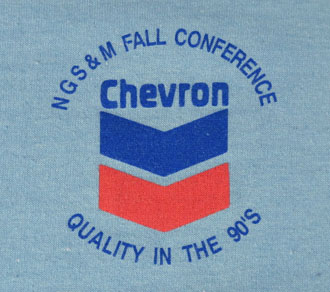 NGS&M FALL CONFERENCE
Chevron
QUALITY IN THE 90'S